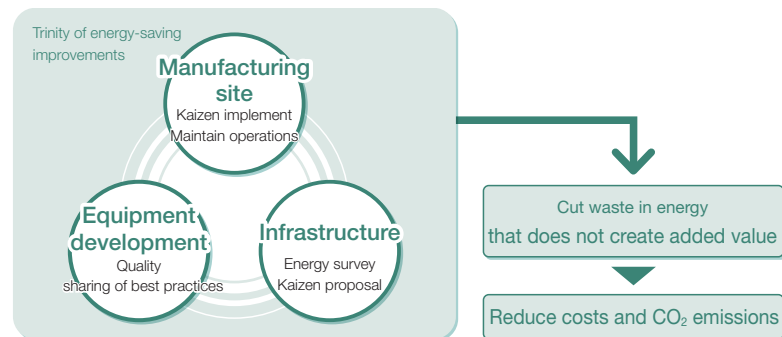 Trinity of energy-saving
improvements
Manufacturing
site
Kaizen implement
Maintain operations
Equipment
development
Quality
sharing of best practices
Infrastructure
Energy survey
Kaizen proposal
Cut waste in energy
that does not create added value
Reduce costs and CO₂ emissions